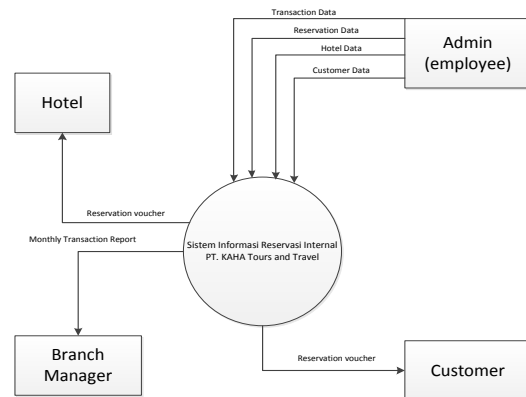 Transaction Data
Reservation Data
Hotel Data
Customer Data
Admin
(employee)
Hotel
Reservation voucher
Monthly Transaction Report
Sistem Informasi Reservasi Internal
PT. KAHA Tours and Travel
Branch
Manager
Reservation voucher
Customer